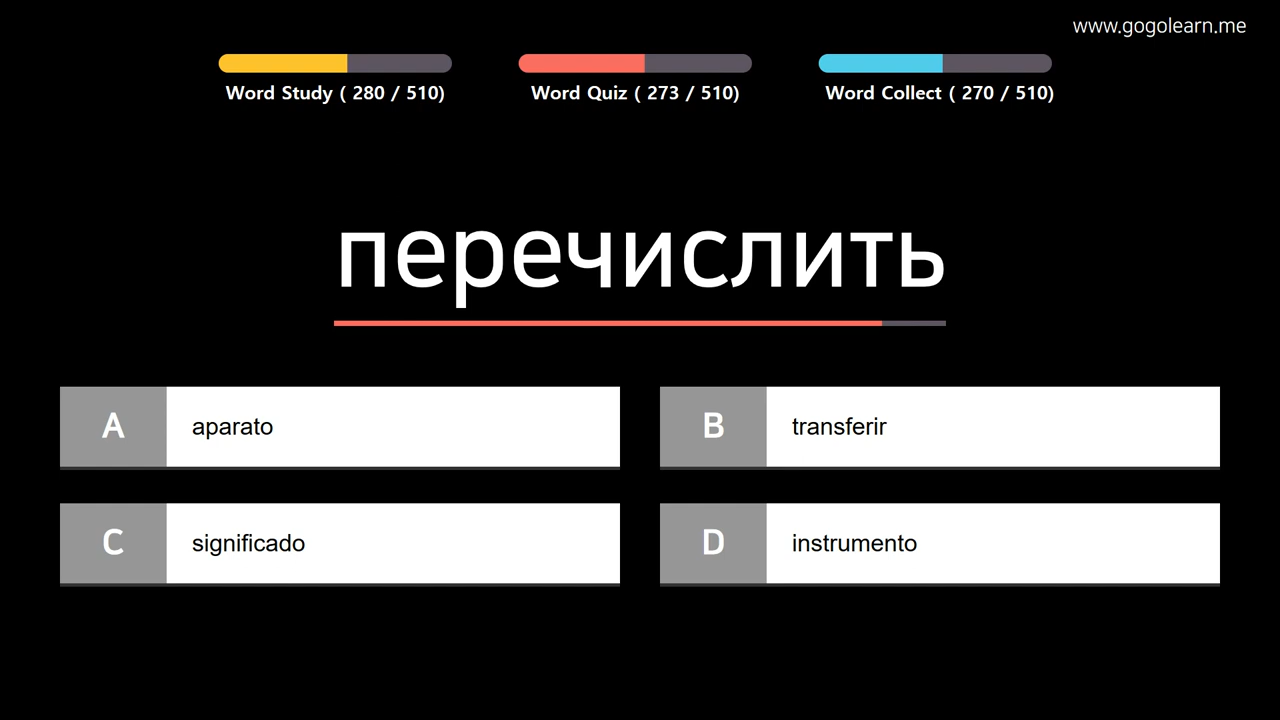 www.gogolearn.me
Word Study ( 280 / 510)
Word Quiz ( 273 / 510)
Word Collect ( 270 / 510)
перечислить
A aparato
B transferir
C significado
D instrumento